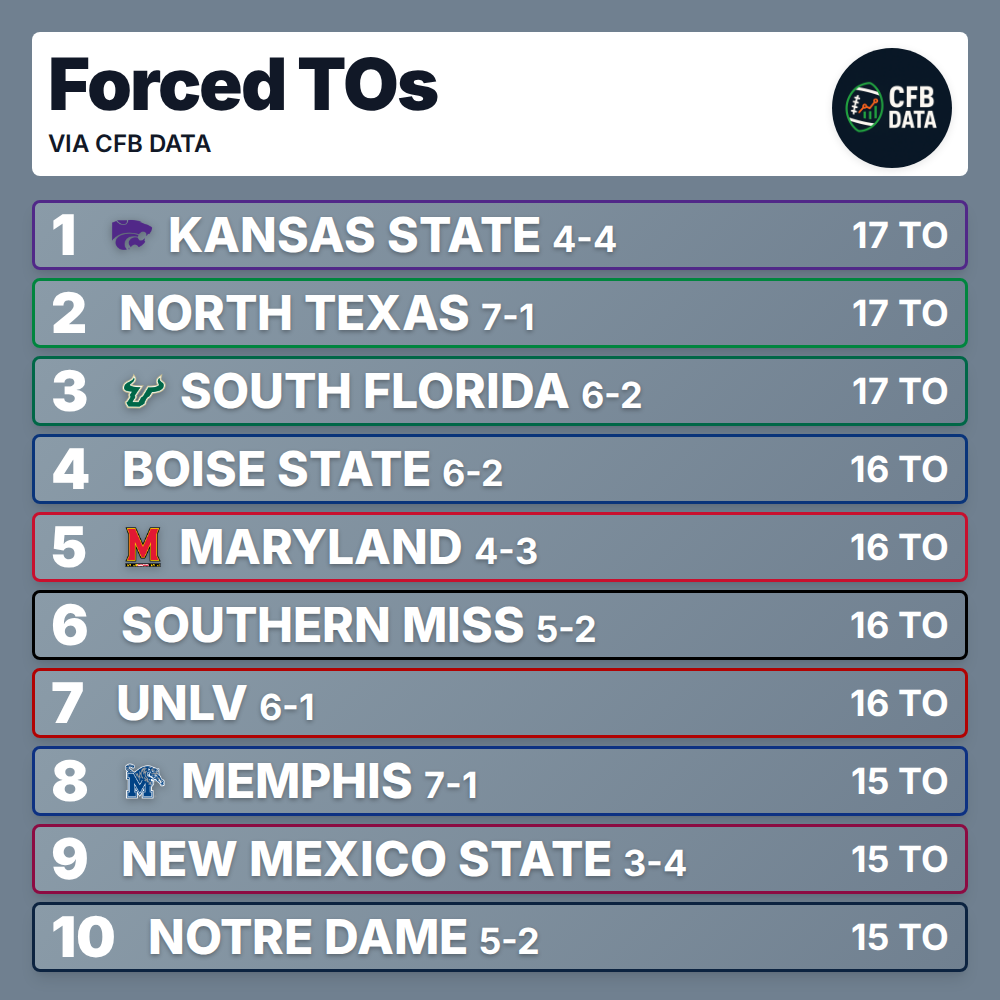 Forced TOs
VIA CFB DATA
CFB
DATA
1 KANSAS STATE 4-4 17 TO
2 NORTH TEXAS 7-1 17 TO
3 SOUTH FLORIDA 6-2 17 TO
4 BOISE STATE 6-2 16 TO
5 M MARYLAND 4-3 16 TO
6 SOUTHERN MISS 5-2 16 TO
7 UNLV 6-1 16 TO
8 M MEMPHIS 7-1 15 TO
9 NEW MEXICO STATE 3-4 15 TO
10 NOTRE DAME 5-2 15 TO